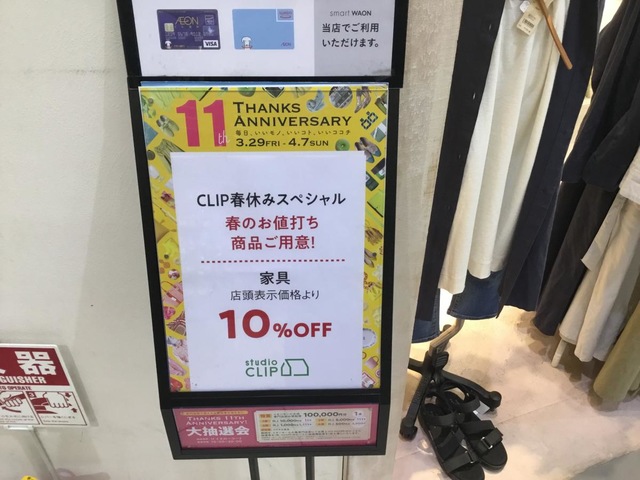 ÆON
VISA
smart WAON
当店でご利用
いただけます。
11th
THANKS
ANNIVERSARY
毎日、いいモノ、いいコト、いいココチ
3.29FRI - 4.7SUN
CLIP春休みスペシャル
春のお値打ち
商品ご用意!
家具
店頭表示価格より
10%OFF
studio
CLIP
器
THANKS 11TH
ANNIVERSARY!
大抽選会
100,000